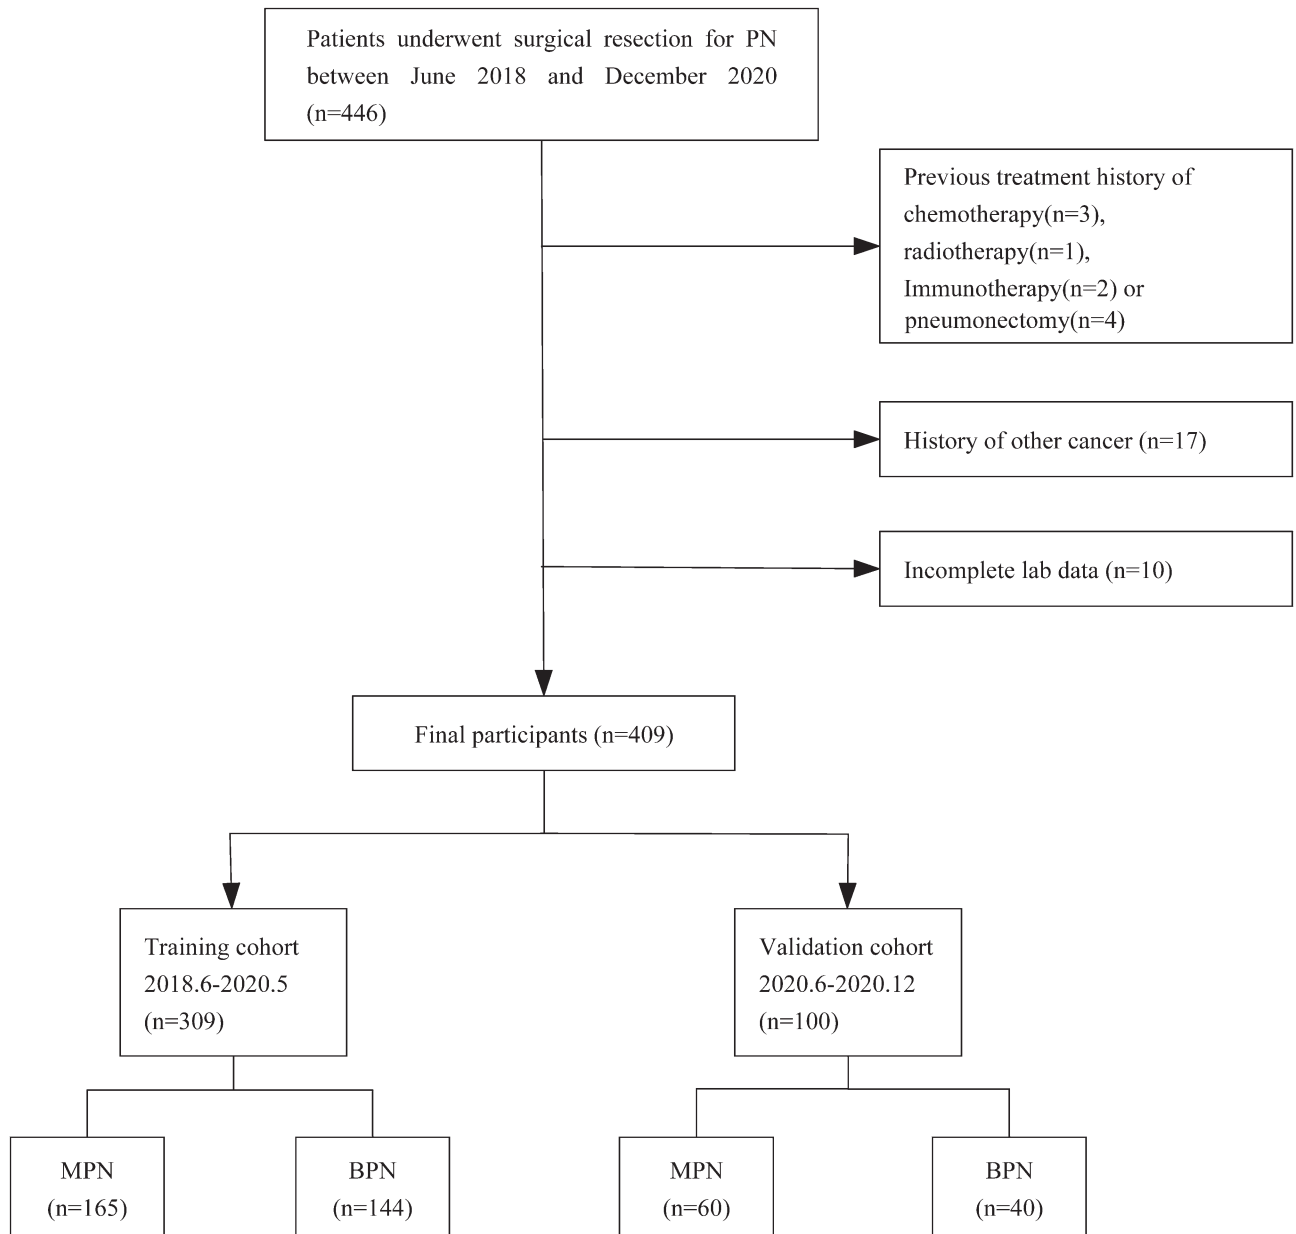 Patients underwent surgical resection for PN
between June 2018 and December 2020
(n=446)
Previous treatment history of
chemotherapy(n=3),
radiotherapy(n=1),
Immunotherapy(n=2) or
pneumonectomy(n=4)
History of other cancer (n=17)
Incomplete lab data (n=10)
Final participants (n=409)
Training cohort
2018.6-2020.5
(n=309)
Validation cohort
2020.6-2020.12
(n=100)
MPN
(n=165)
BPN
(n=144)
MPN
(n=60)
BPN
(n=40)